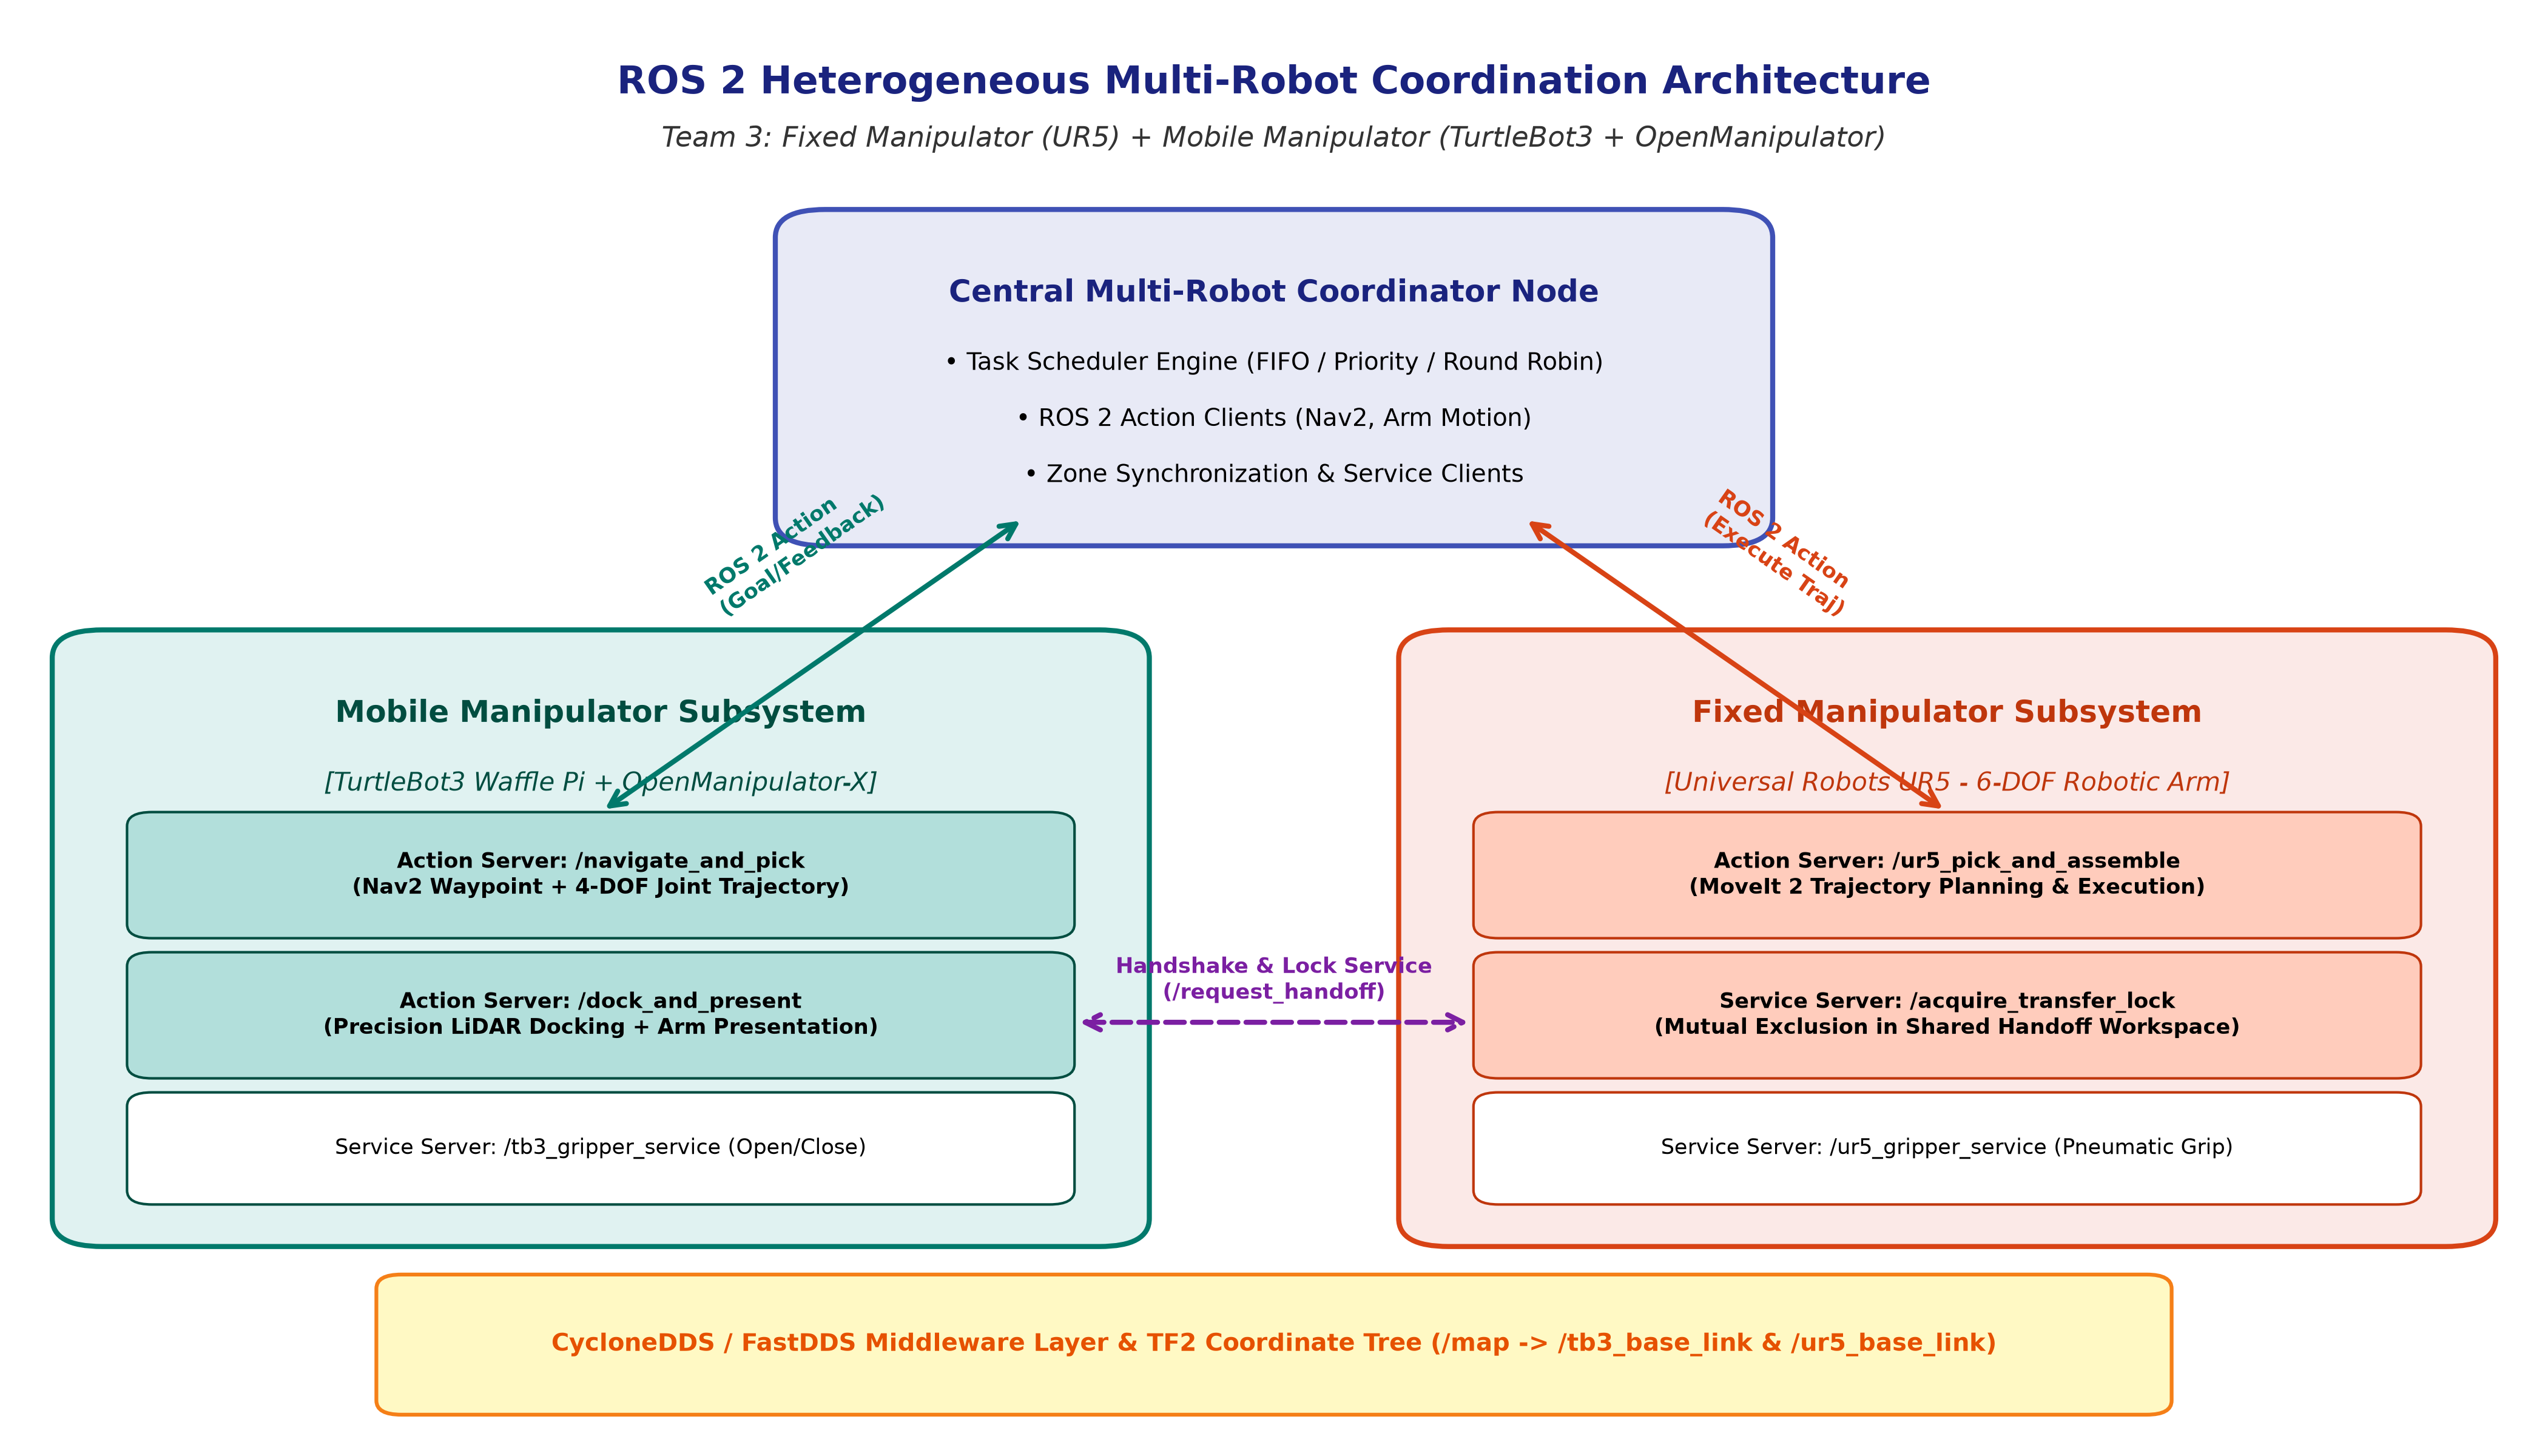 ROS 2 Heterogeneous Multi-Robot Coordination Architecture
Team 3: Fixed Manipulator (UR5) + Mobile Manipulator (TurtleBot3 + OpenManipulator)
Central Multi-Robot Coordinator Node
• Task Scheduler Engine (FIFO / Priority / Round Robin)
• ROS 2 Action Clients (Nav2, Arm Motion)
• Zone Synchronization & Service Clients
ROS 2 Action
(Goal/Feedback)
ROS 2 Action
(Execute Traj)
Mobile Manipulator Subsystem
[TurtleBot3 Waffle Pi + OpenManipulator-X]
Action Server: /navigate_and_pick
(Nav2 Waypoint + 4-DOF Joint Trajectory)
Action Server: /dock_and_present
(Precision LiDAR Docking + Arm Presentation)
Service Server: /tb3_gripper_service (Open/Close)
Handshake & Lock Service
(/request_handoff)
Fixed Manipulator Subsystem
[Universal Robots UR5 - 6-DOF Robotic Arm]
Action Server: /ur5_pick_and_assemble
(MoveIt 2 Trajectory Planning & Execution)
Service Server: /acquire_transfer_lock
(Mutual Exclusion in Shared Handoff Workspace)
Service Server: /ur5_gripper_service (Pneumatic Grip)
CycloneDDS / FastDDS Middleware Layer & TF2 Coordinate Tree (/map -> /tb3_base_link & /ur5_base_link)